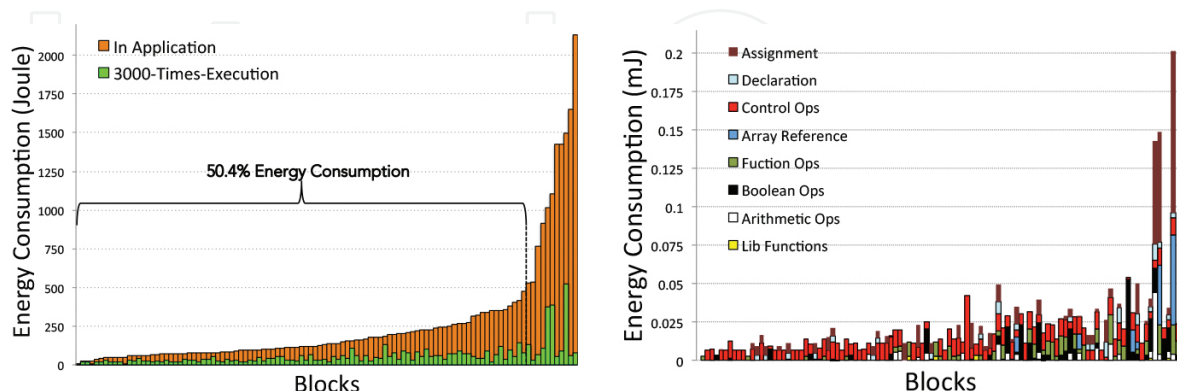 Energy Consumption (Joule)
2000
1750
1500
1250
1000
750
500
250
0
In Application
3000-Times-Execution
50.4% Energy Consumption
Blocks
Energy Consumption (mJ)
0.2
0.175
0.15
0.125
0.1
0.075
0.05
0.025
0
Assignment
Declaration
Control Ops
Array Reference
Fuction Ops
Boolean Ops
Arithmetic Ops
Lib Functions
Blocks